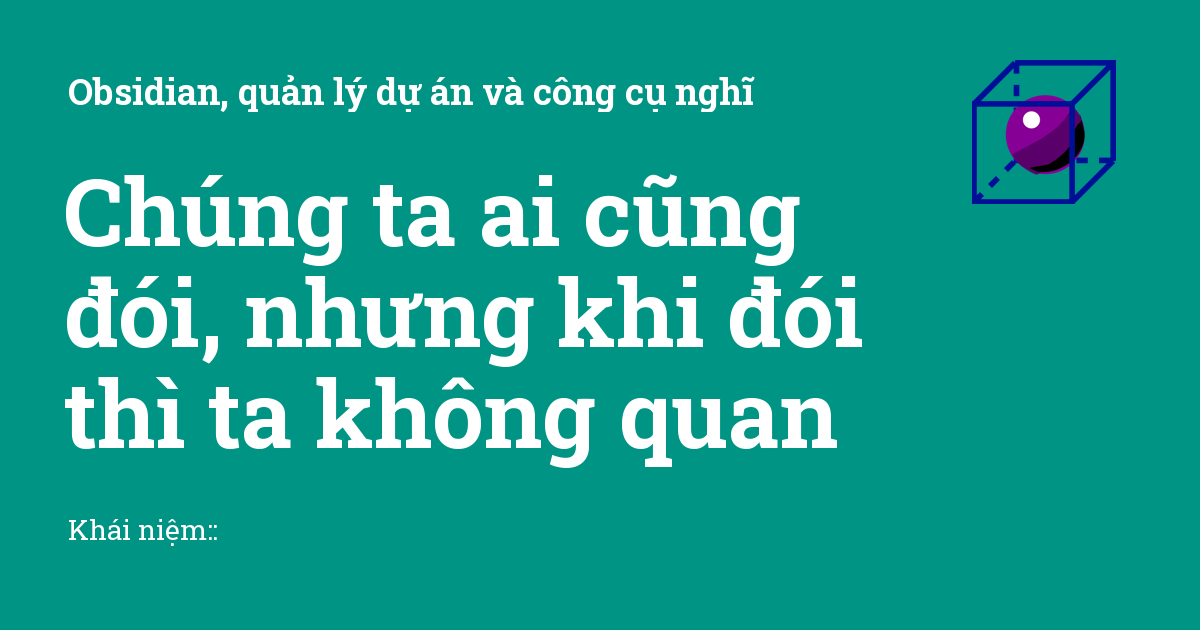 Obsidian, quản lý dự án và công cụ nghĩ
Chúng ta ai cũng
đói, nhưng khi đói
thì ta không quan
Khái niệm::